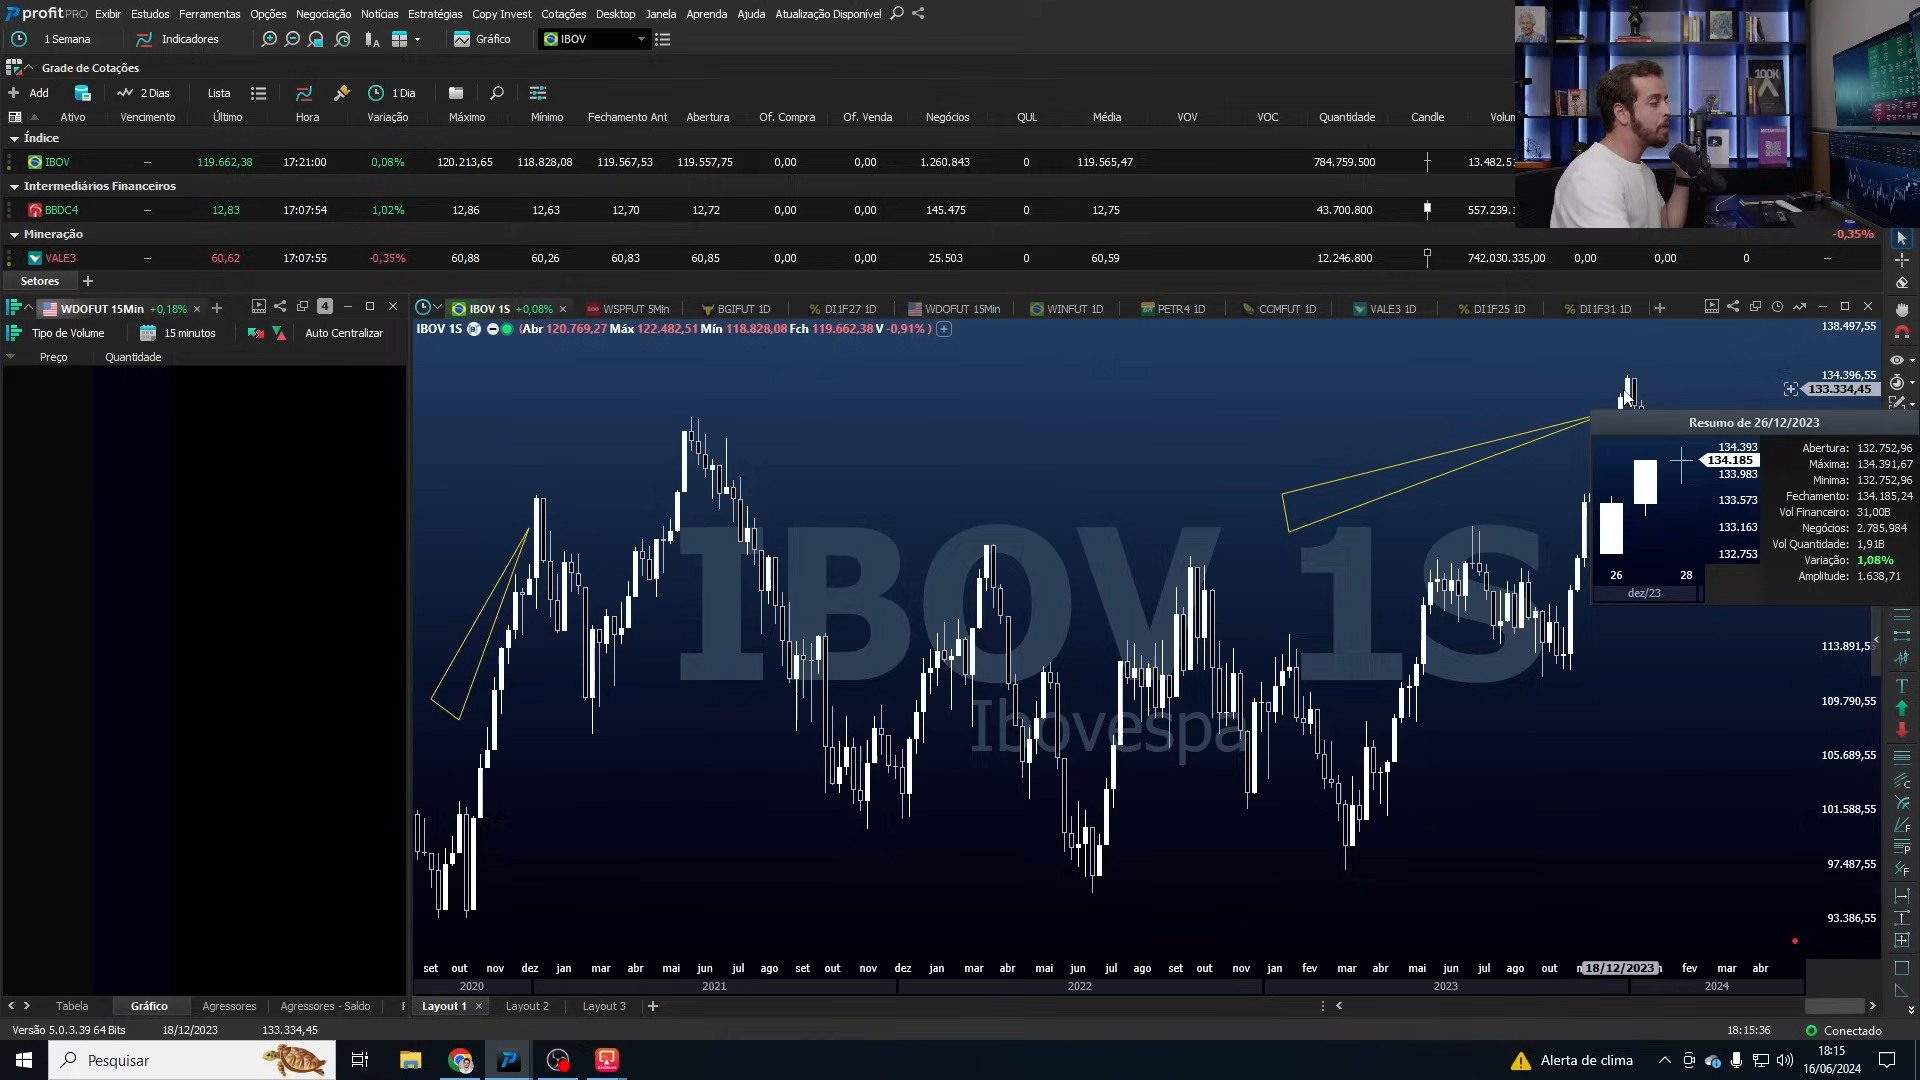 profitPRO Exibir Estudos Ferramentas Opções Negociação Notícias Estratégias Copy Invest Cotações Desktop Janela Aprenda Ajuda Atualização Disponível
1 Semana Indicadores Gráfico IBOV
Grade de Cotações
Add 2 Dias Lista 1 Dia
Ativo Vencimento Último Hora Variação Máximo Mínimo Fechamento Ant Abertura Of. Compra Of. Venda Negócios QUL Média VOV VOC Quantidade Candle Volu
Índice
IBOV — 119.662,38 17:21:00 0,08% 120.213,65 118.828,08 119.567,53 119.557,75 0,00 0,00 1.260.843 0 119.565,47 784.759.500 13.482.51
Intermediários Financeiros
BBDC4 — 12,83 17:07:54 1,02% 12,86 12,63 12,70 12,72 0,00 0,00 145.475 0 12,75 43.700.800 557.239.1
Mineração -0,35%
VALE3 — 60,62 17:07:55 -0,35% 60,88 60,26 60,83 60,85 0,00 0,00 25.503 0 60,59 12.246.800 742.030.335,00 0,00 0,00 0 —
Setores
100K
WDOFUT 15Min +0,18% 4
Tipo de Volume 15 minutos Auto Centralizar
Preço Quantidade
IBOV 1S +0,08% WSPFUT 5Min BGIFUT 1D DI1F27 1D WDOFUT 15Min WINFUT 1D PETR4 1D CCMFUT 1D VALE3 1D DI1F25 1D DI1F31 1D
IBOV 1S (Abr 120.769,27 Máx 122.482,51 Mín 118.828,08 Fch 119.662,38 V -0,91% )
138.497,55
134.396,55
133.334,45
Resumo de 26/12/2023
134.393
134.185
133.983
133.573
133.163
132.753
26 28
dez/23
Abertura: 132.752,96
Máxima: 134.391,67
Minima: 132.752,96
Fechamento: 134.185,24
Vol Financeiro: 31,00B
Negócios: 2.785.984
Vol Quantidade: 1,91B
Variação: 1,08%
Amplitude: 1.638,71
IBOV 1S
Ibovespa
113.891,5
109.790,55
105.689,55
101.588,55
97.487,55
93.386,55
set out nov dez jan mar abr mai jun jul ago set out nov dez jan mar abr mai jun jul ago set out nov jan fev mar abr mai jun jul ago out n 18/12/2023 n fev mar abr
2020 2021 2022 2023 2024
Tabela Gráfico Agressores Agressores - Saldo F
Layout 1 Layout 2 Layout 3
Versão 5.0.3.39 64 Bits 18/12/2023 133.334,45 18:15:36 Conectado
Pesquisar
Alerta de clima
18:15
16/06/2024